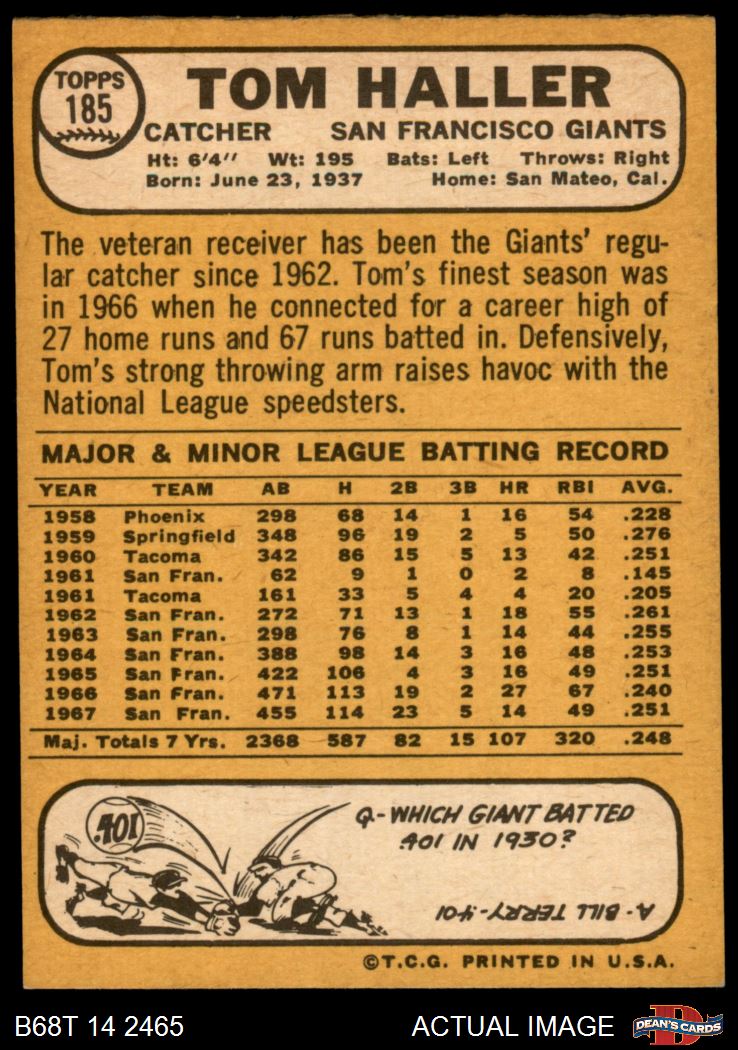 TOPPS
185
TOM HALLER
CATCHER SAN FRANCISCO GIANTS
Ht: 6'4" Wt: 195 Bats: Left Throws: Right
Born: June 23, 1937 Home: San Mateo, Cal.
The veteran receiver has been the Giants' regu-
lar catcher since 1962. Tom's finest season was
in 1966 when he connected for a career high of
27 home runs and 67 runs batted in. Defensively,
Tom's strong throwing arm raises havoc with the
National League speedsters.
MAJOR & MINOR LEAGUE BATTING RECORD
YEAR TEAM AB H 2B 3B HR RBI AVG.
1958 Phoenix 298 68 14 1 16 54 .228
1959 Springfield 348 96 19 2 5 50 .276
1960 Tacoma 342 86 15 5 13 42 .251
1961 San Fran. 62 9 1 0 2 8 .145
1961 Tacoma 161 33 5 4 4 20 .205
1962 San Fran. 272 71 13 1 18 55 .261
1963 San Fran. 298 76 8 1 14 44 .255
1964 San Fran. 388 98 14 3 16 48 .253
1965 San Fran. 422 106 4 3 16 49 .251
1966 San Fran. 471 113 19 2 27 67 .240
1967 San Fran. 455 114 23 5 14 49 .251
Maj. Totals 7 Yrs. 2368 587 82 15 107 320 .248
.401
Q-WHICH GIANT BATTED
.401 IN 1930?
A-BILL TERRY-.401
©T.C.G. PRINTED IN U.S.A.
B68T 14 2465 ACTUAL IMAGE D DEAN'S CARDS